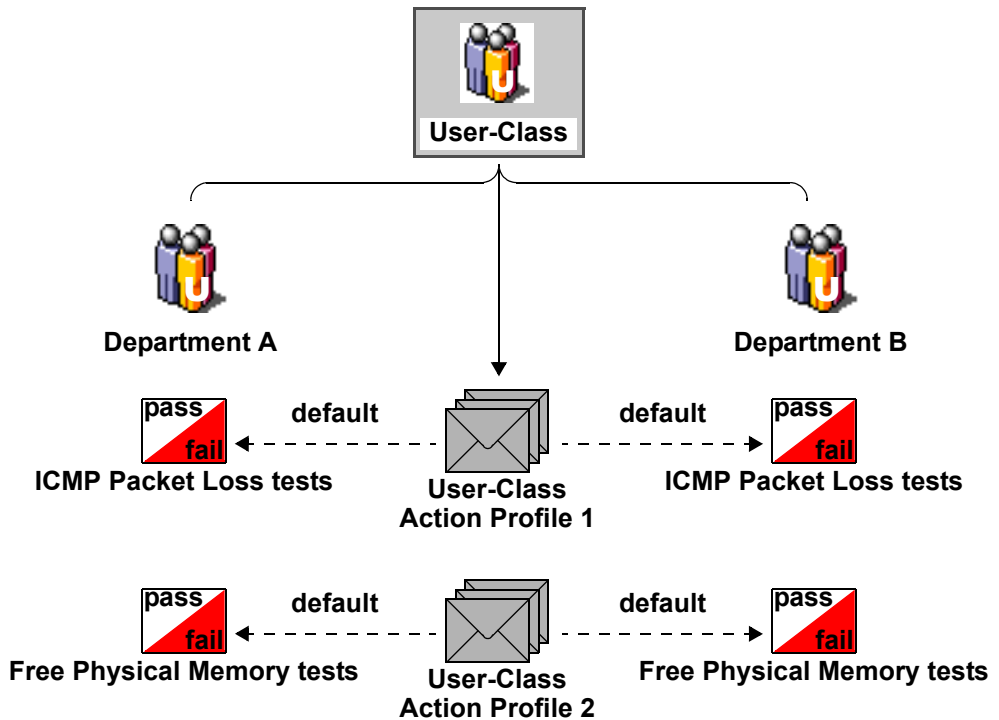 U
User-Class
U
U
Department A
Department B
pass
fail
default
default
pass
fail
ICMP Packet Loss tests
User-Class
Action Profile 1
ICMP Packet Loss tests
pass
fail
default
default
pass
fail
Free Physical Memory tests
User-Class
Action Profile 2
Free Physical Memory tests